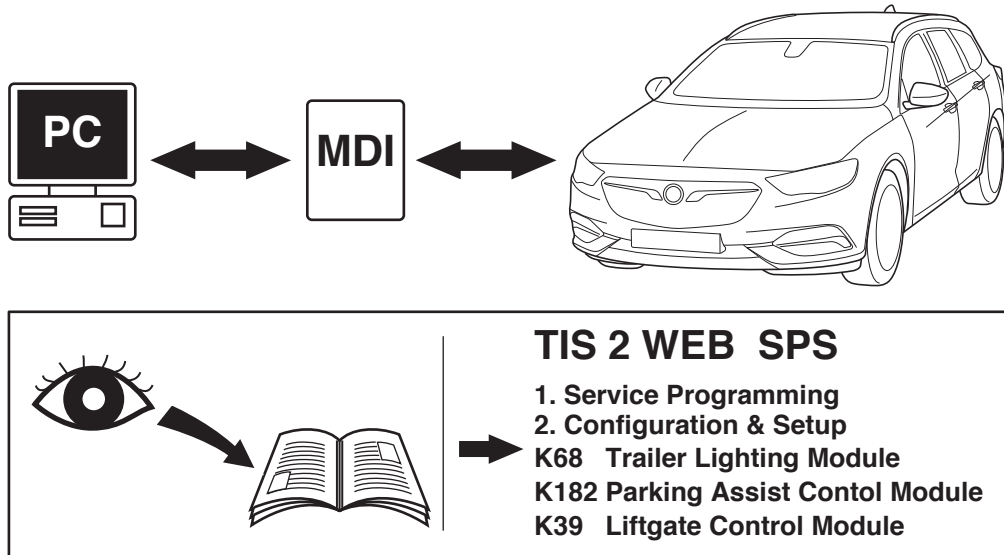 PC
MDI
TIS 2 WEB SPS
1. Service Programming
2. Configuration & Setup
K68 Trailer Lighting Module
K182 Parking Assist Contol Module
K39 Liftgate Control Module